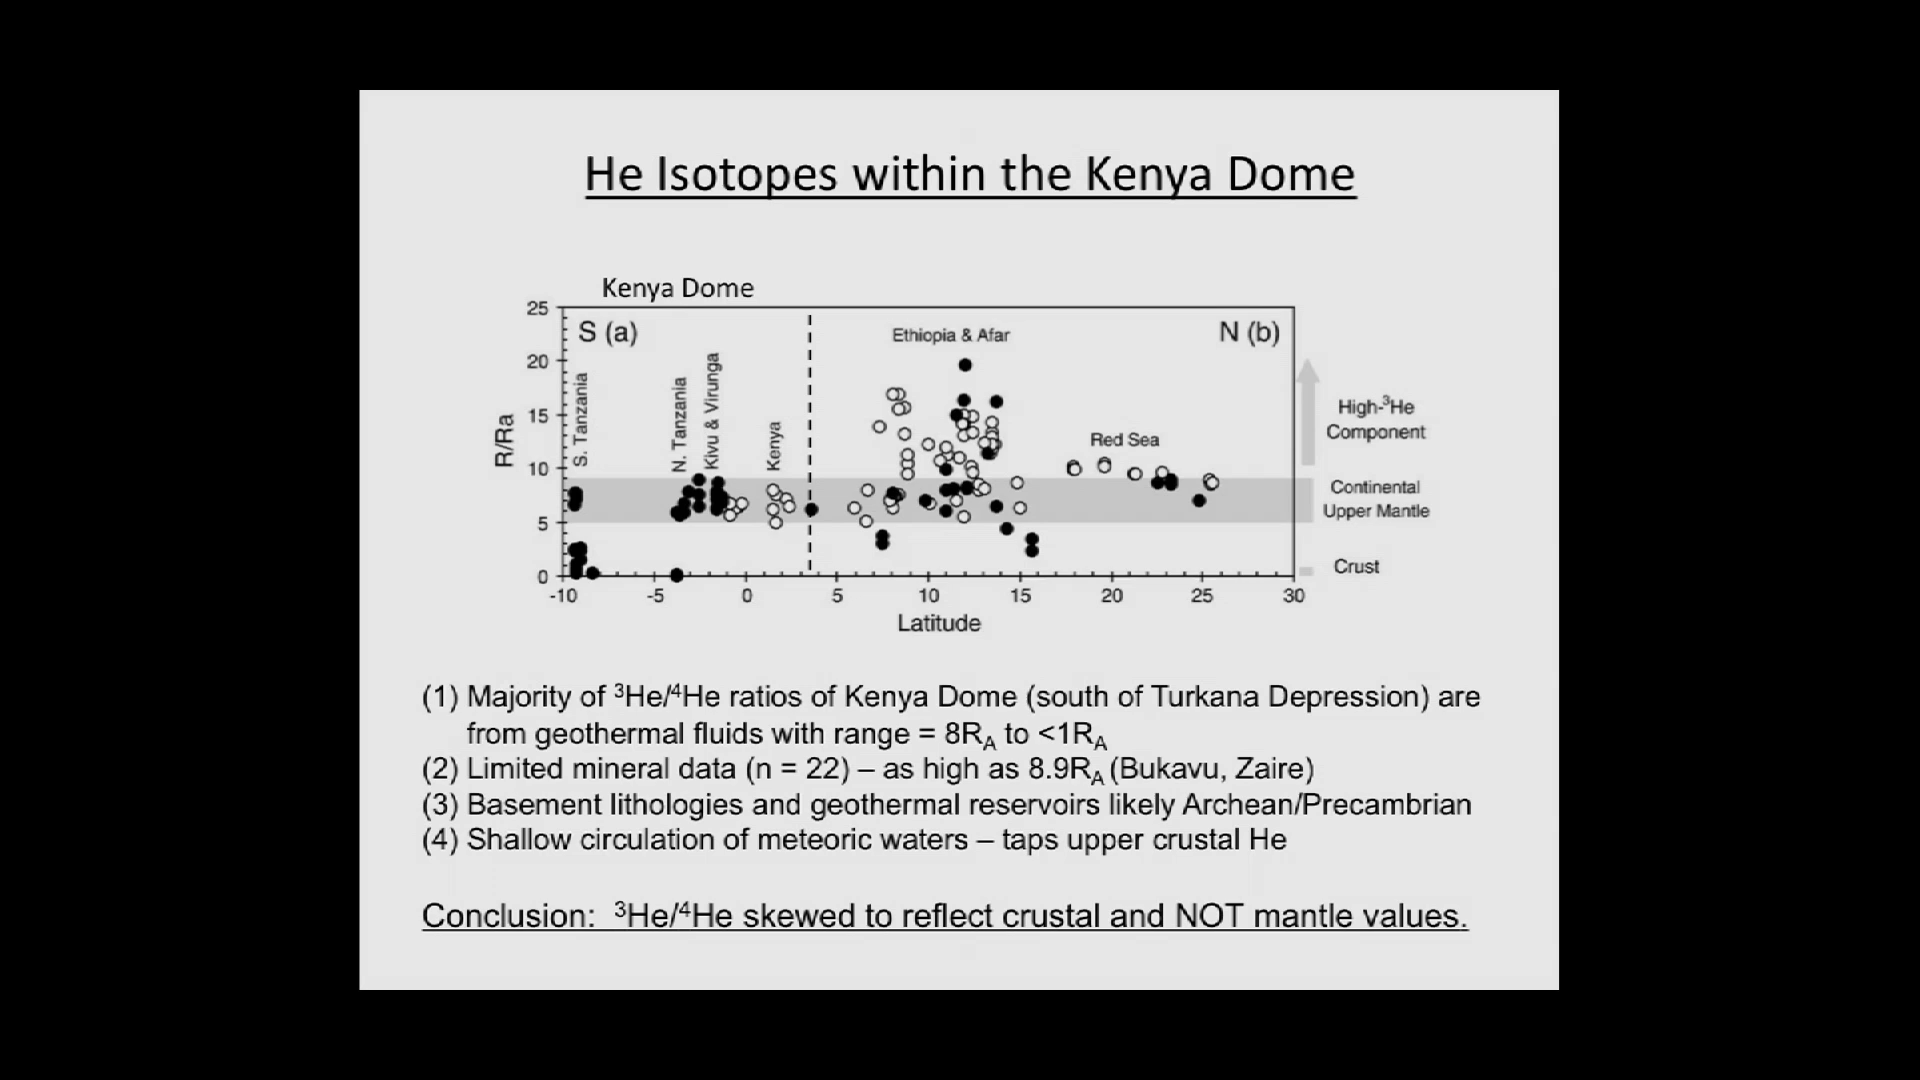 He Isotopes within the Kenya Dome
Kenya Dome
25
20
15
10
5
0
R/Ra
S (a)
S. Tanzania
N. Tanzania
Kivu & Virunga
Kenya
Ethiopia & Afar
Red Sea
N (b)
High-³He
Component
Continental
Upper Mantle
Crust
-10 -5 0 5 10 15 20 25 30
Latitude
(1) Majority of ³He/⁴He ratios of Kenya Dome (south of Turkana Depression) are
from geothermal fluids with range = 8RA to <1RA
(2) Limited mineral data (n = 22) – as high as 8.9RA (Bukavu, Zaire)
(3) Basement lithologies and geothermal reservoirs likely Archean/Precambrian
(4) Shallow circulation of meteoric waters – taps upper crustal He
Conclusion: ³He/⁴He skewed to reflect crustal and NOT mantle values.